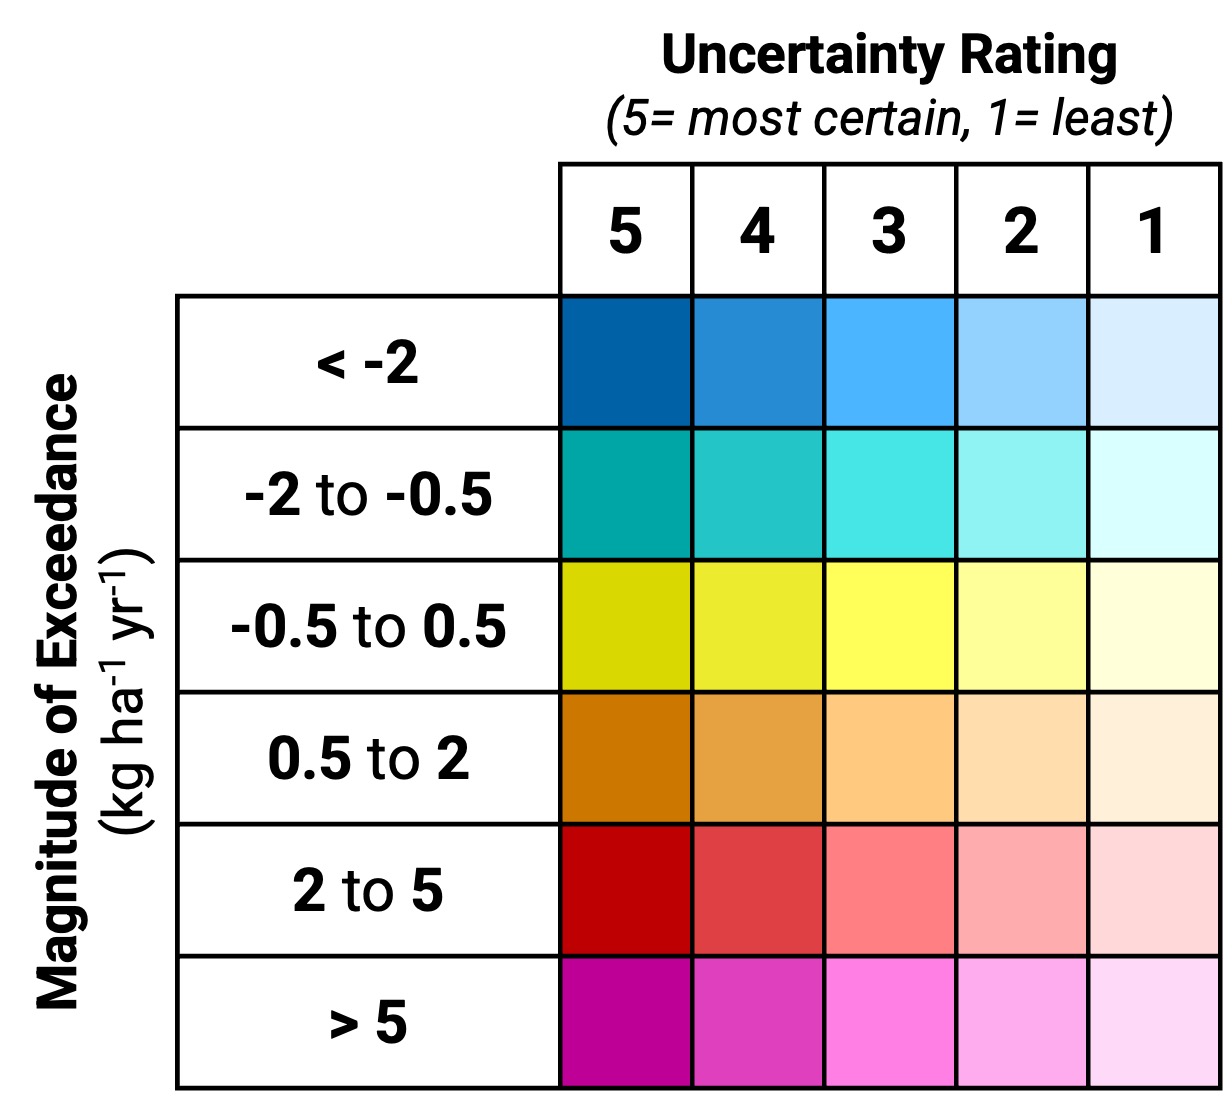 Uncertainty Rating
(5= most certain, 1= least)
5 4 3 2 1
Magnitude of Exceedance
(kg ha⁻¹ yr⁻¹)
< -2
-2 to -0.5
-0.5 to 0.5
0.5 to 2
2 to 5
> 5